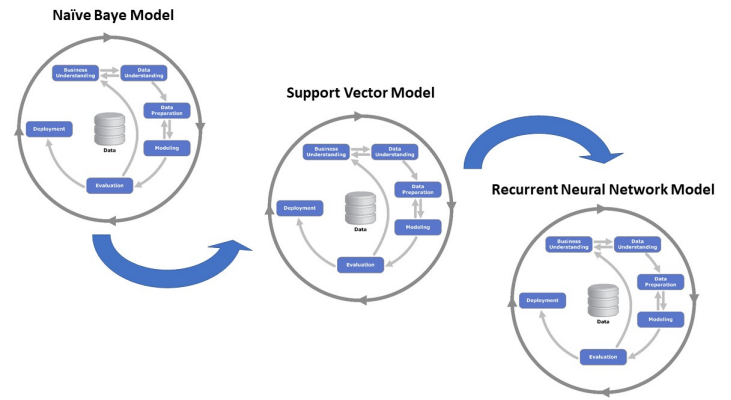 Naïve Baye Model
Business
Understanding
Data
Understanding
Data
Preparation
Deployment
Data
Modeling
Evaluation
Support Vector Model
Business
Understanding
Data
Understanding
Data
Preparation
Deployment
Data
Modeling
Evaluation
Recurrent Neural Network Model
Business
Understanding
Data
Understanding
Data
Preparation
Deployment
Data
Modeling
Evaluation